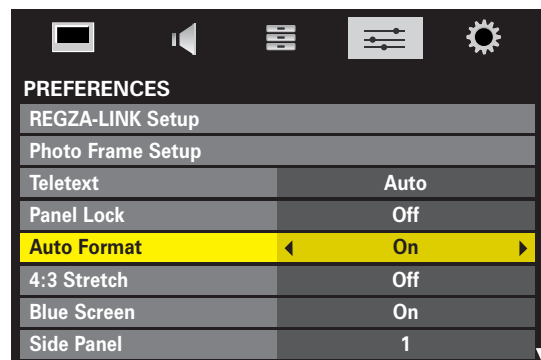 PREFERENCES
REGZA-LINK Setup
Photo Frame Setup
Teletext Auto
Panel Lock Off
Auto Format On
4:3 Stretch Off
Blue Screen On
Side Panel 1